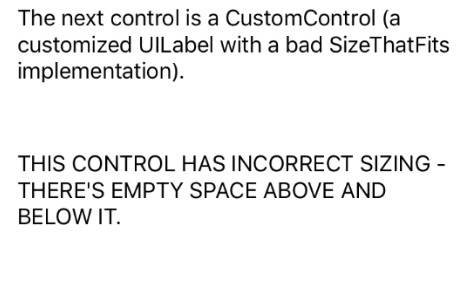 The next control is a CustomControl (a
customized UILabel with a bad SizeThatFits
implementation).
THIS CONTROL HAS INCORRECT SIZING -
THERE'S EMPTY SPACE ABOVE AND
BELOW IT.